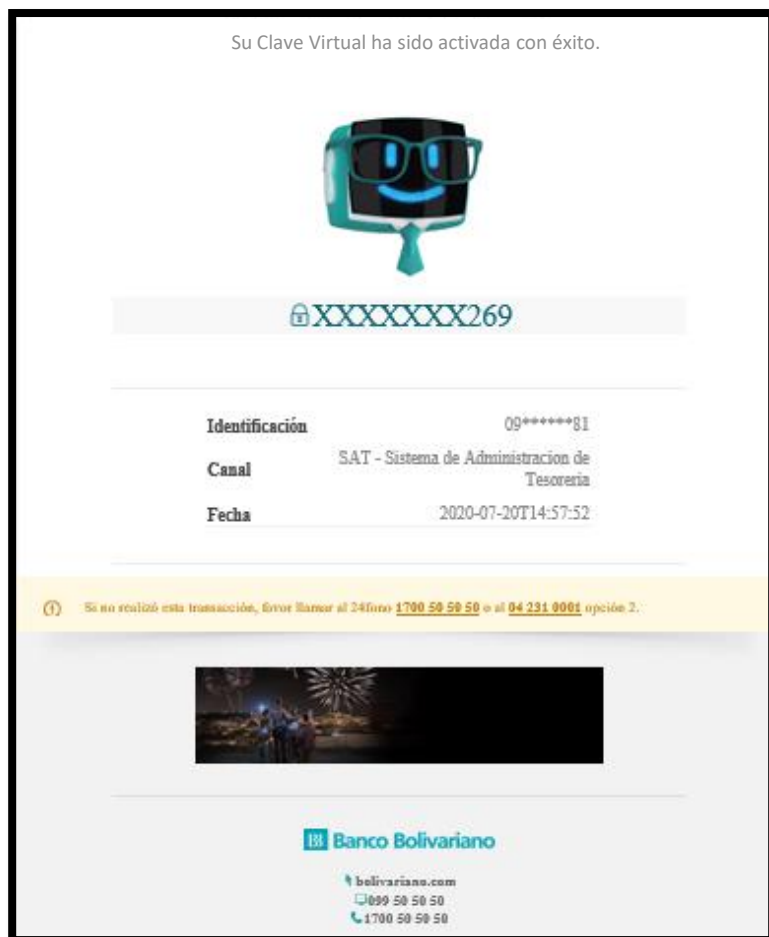 Su Clave Virtual ha sido activada con éxito.
XXXXXXXX269
Identificación 09******81
Canal SAT - Sistema de Administracion de
Tesoreria
Fecha 2020-07-20T14:57:52
Si no realizó esta transacción, favor llamar al 24fono 1700 50 50 50 o al 04 231 0001 opción 2.
BB Banco Bolivariano
bolivariano.com
099 50 50 50
1700 50 50 50